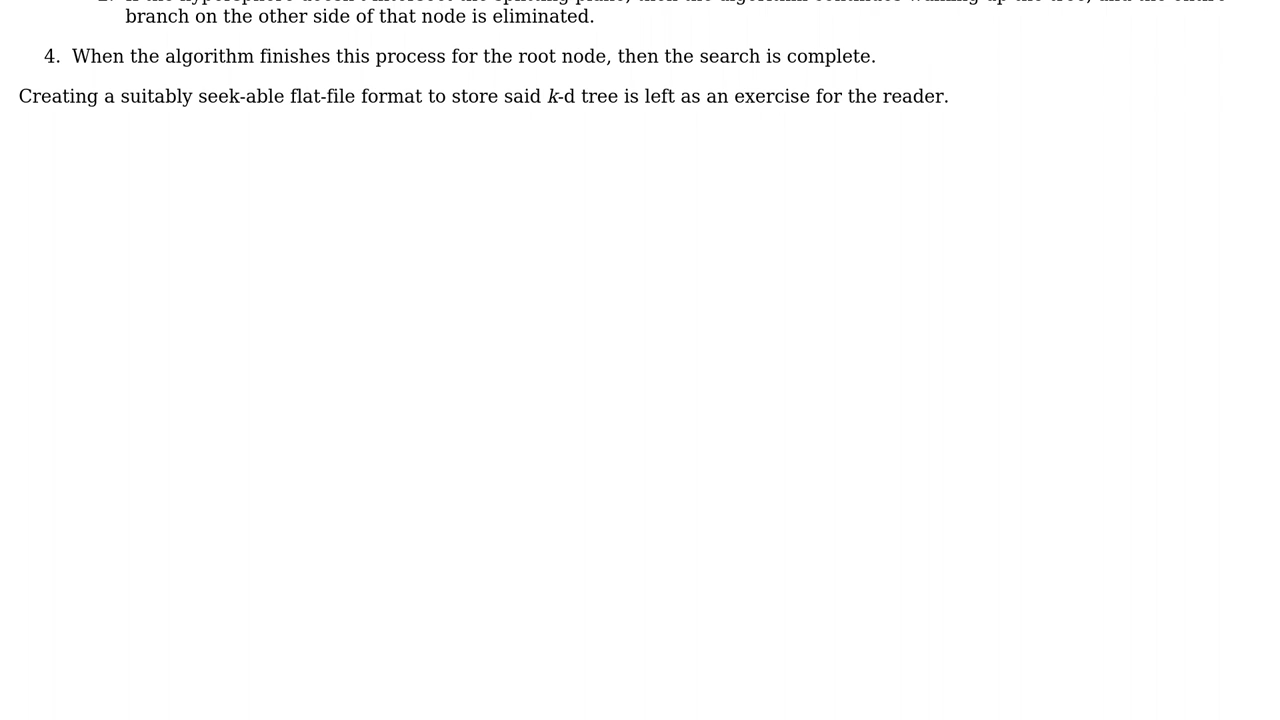 branch on the other side of that node is eliminated.
4. When the algorithm finishes this process for the root node, then the search is complete.
Creating a suitably seek-able flat-file format to store said k-d tree is left as an exercise for the reader.